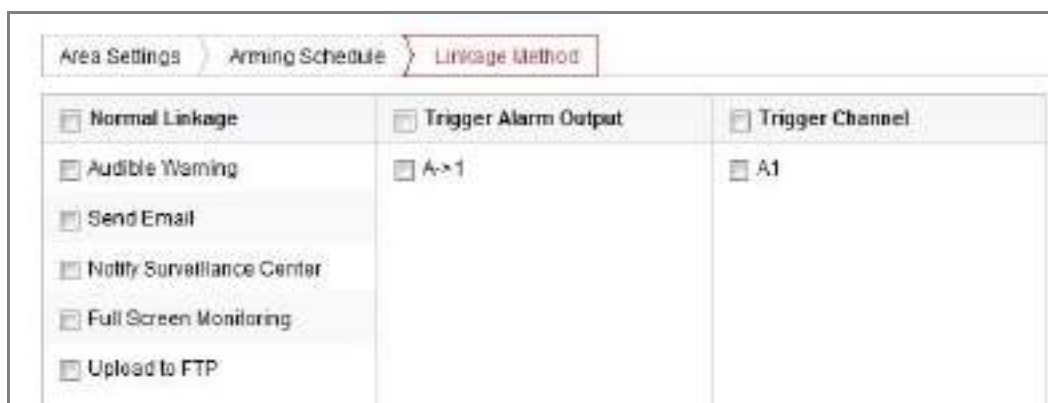 Area Settings Arming Schedule Linkage Method
Normal Linkage Trigger Alarm Output Trigger Channel
Audible Warning A->1 A1
Send Email
Notify Surveillance Center
Full Screen Monitoring
Upload to FTP